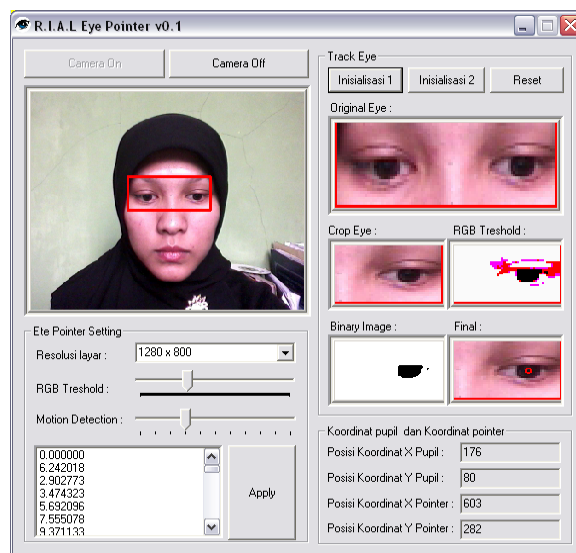 R.I.A.L Eye Pointer v0.1
Camera On
Camera Off
Track Eye
Inisialisasi 1
Inisialisasi 2
Reset
Original Eye :
Crop Eye :
RGB Treshold :
Binary Image :
Final :
Ete Pointer Setting
Resolusi layar :
1280 x 800
RGB Treshold :
Motion Detection :
0.000000
6.242018
2.902773
3.474323
5.692096
7.555078
9.371133
Apply
Koordinat pupil dan Koordinat pointer
Posisi Koordinat X Pupil :
176
Posisi Koordinat Y Pupil :
80
Posisi Koordinat X Pointer :
603
Posisi Koordinat Y Pointer :
282